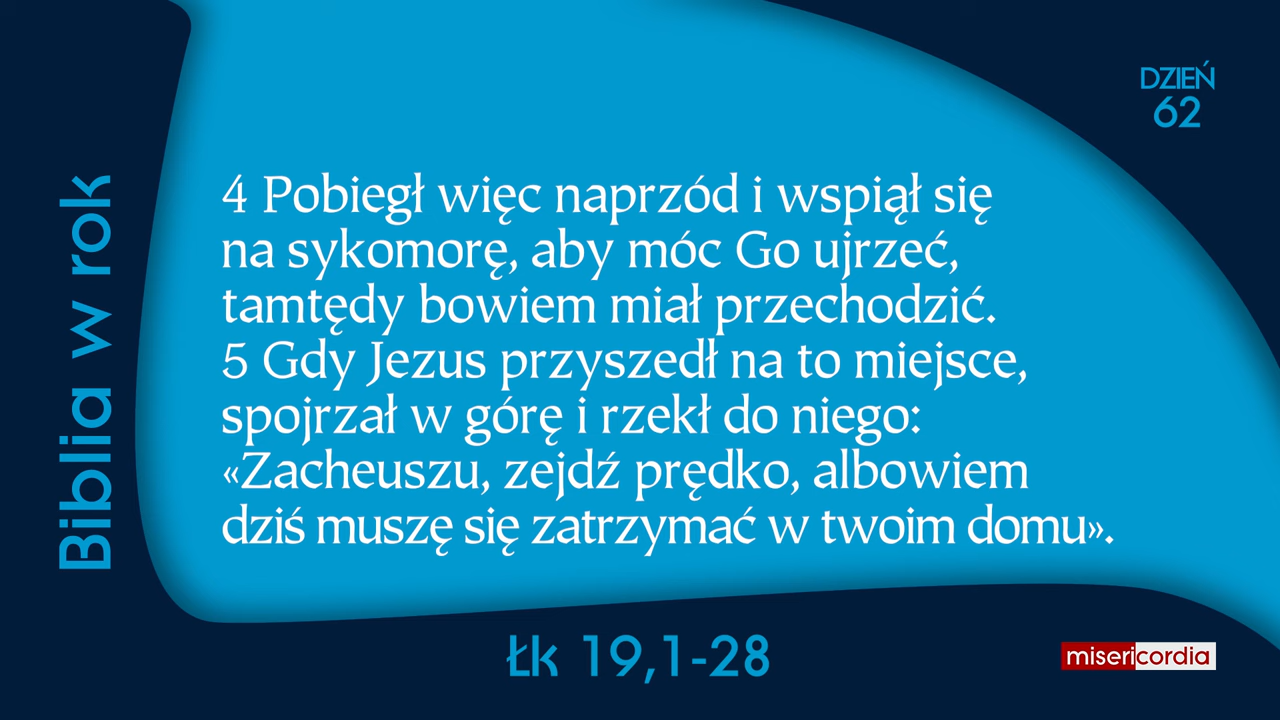 DZIEŃ
62
Biblia w rok
4 Pobiegł więc naprzód i wspiął się
na sykomorę, aby móc Go ujrzeć,
tamtędy bowiem miał przechodzić.
5 Gdy Jezus przyszedł na to miejsce,
spojrzał w górę i rzekł do niego:
«Zacheuszu, zejdź prędko, albowiem
dziś muszę się zatrzymać w twoim domu».
Łk 19,1-28
misericordia